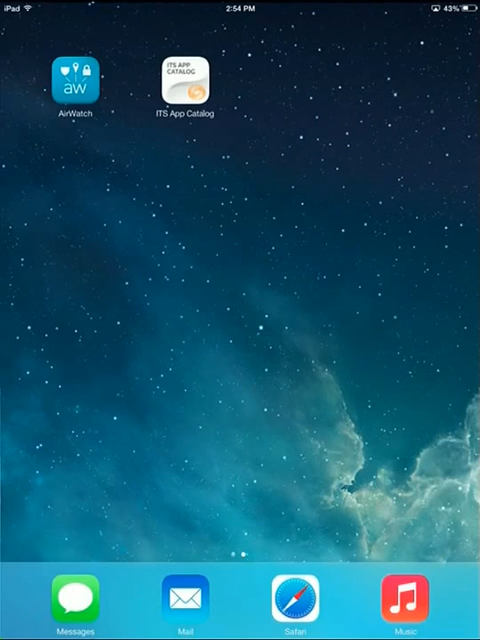 iPad 2:54 PM 43%
aw
ITS APP
CATALOG
AirWatch ITS App Catalog
Messages Mail Safari Music